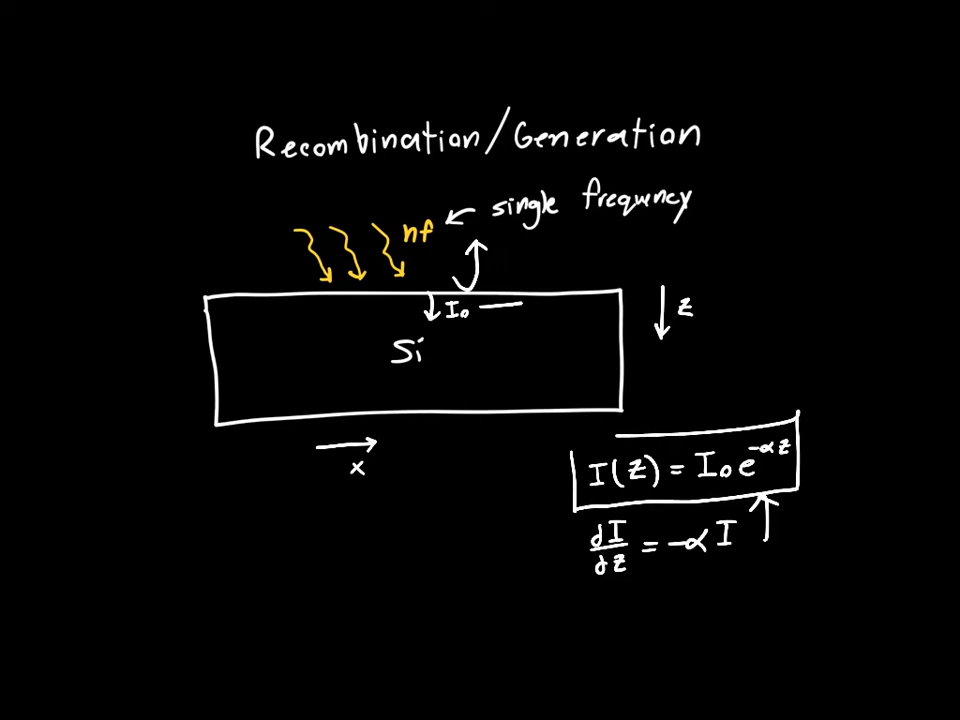 Recombination/Generation
single frequency
hf
I₀
z
Si
x
I(z) = I₀e^{-αz}
dI/dz = -αI